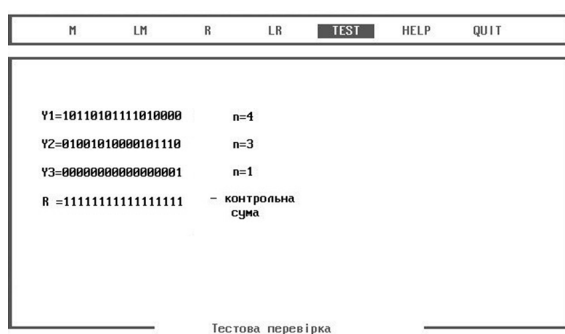 M LM R LR TEST HELP QUIT
Y1=10110101111010000 n=4
Y2=01001010000101110 n=3
Y3=00000000000000001 n=1
R =11111111111111111 - контрольна
сума
Тестова перевірка